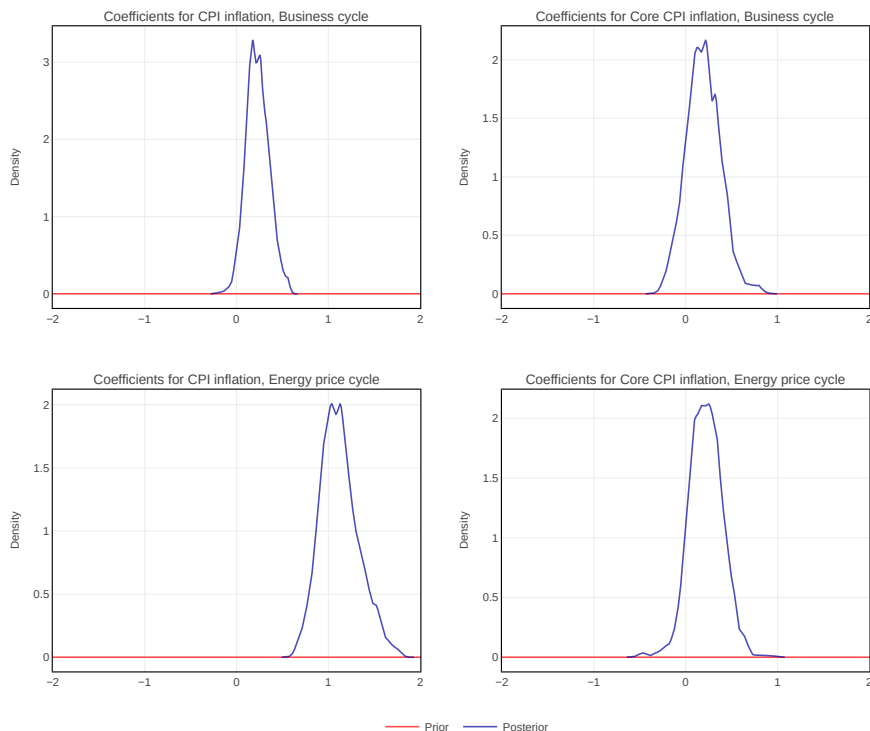 Coefficients for CPI inflation, Business cycle
Coefficients for Core CPI inflation, Business cycle
Density
3
2
1
0
−2 −1 0 1 2
Density
2
1.5
1
0.5
0
−2 −1 0 1 2
Coefficients for CPI inflation, Energy price cycle
Coefficients for Core CPI inflation, Energy price cycle
Density
2
1.5
1
0.5
0
−2 −1 0 1 2
Density
2
1.5
1
0.5
0
−2 −1 0 1 2
Prior Posterior